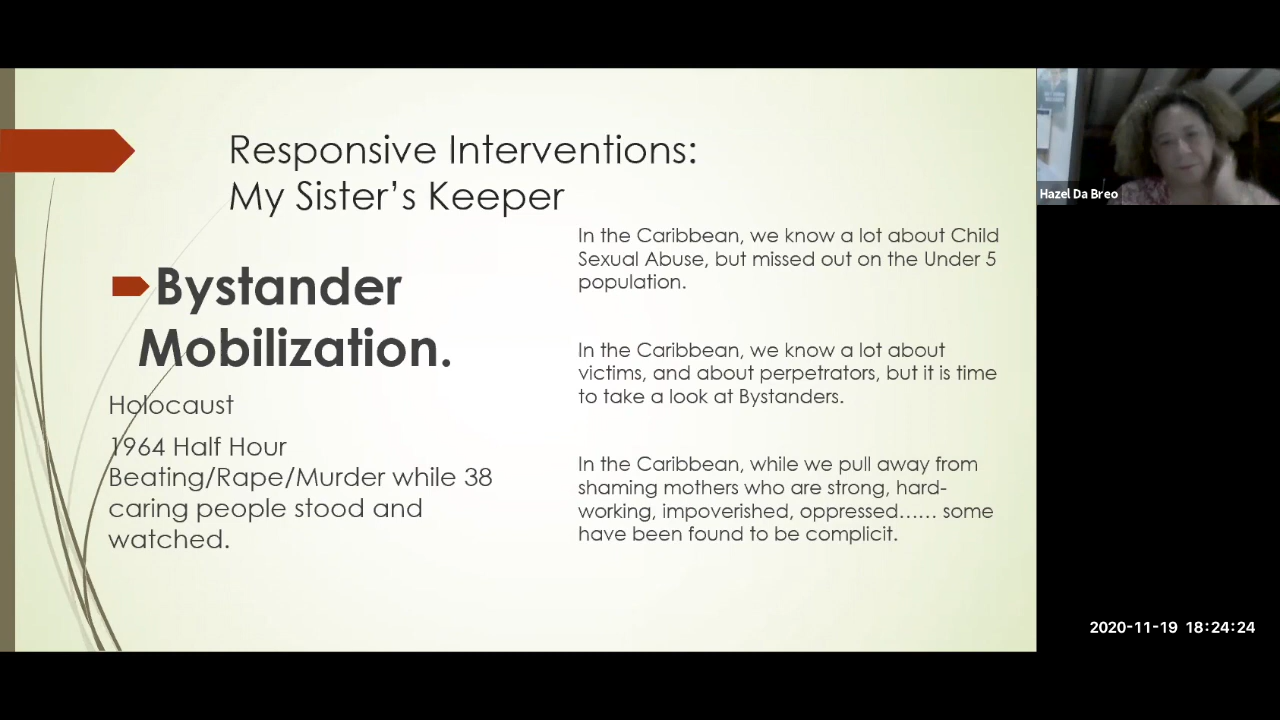 Responsive Interventions:
My Sister’s Keeper
Bystander
Mobilization.
Holocaust
1964 Half Hour
Beating/Rape/Murder while 38
caring people stood and
watched.
In the Caribbean, we know a lot about Child
Sexual Abuse, but missed out on the Under 5
population.
In the Caribbean, we know a lot about
victims, and about perpetrators, but it is time
to take a look at Bystanders.
In the Caribbean, while we pull away from
shaming mothers who are strong, hard-
working, impoverished, oppressed…… some
have been found to be complicit.
Hazel Da Breo
2020-11-19 18:24:24